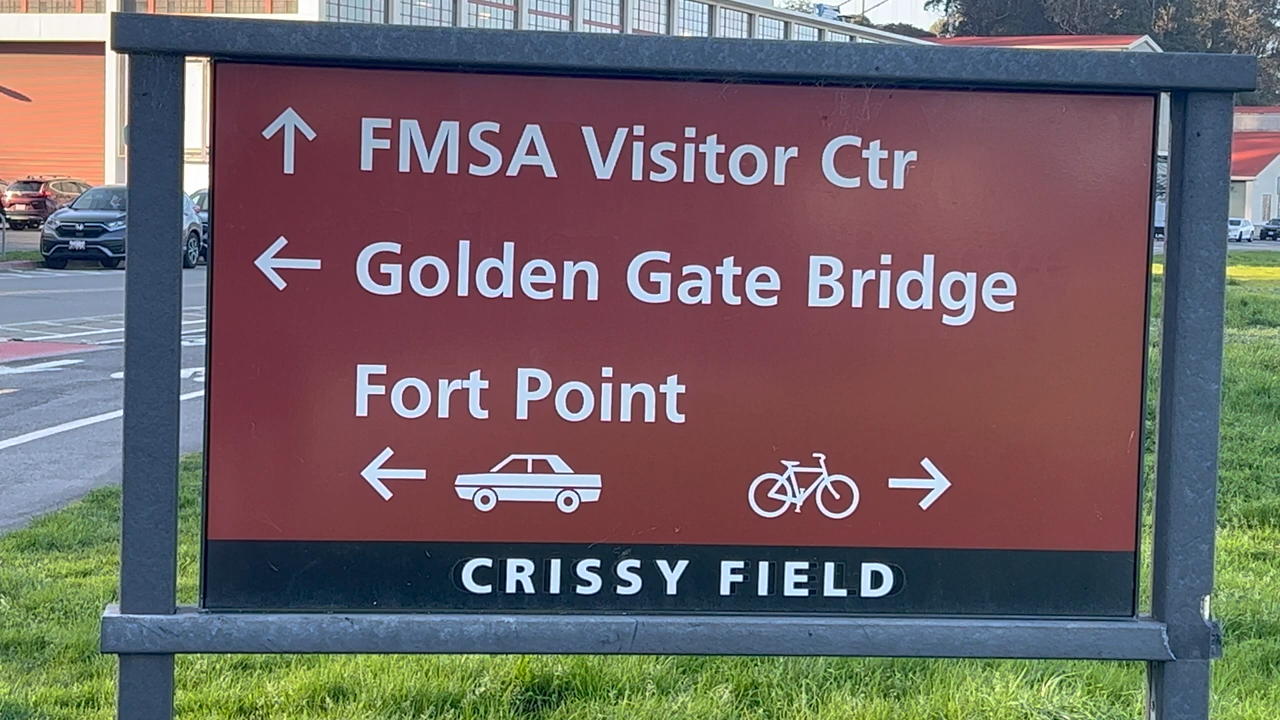 FMSA Visitor Ctr
Golden Gate Bridge
Fort Point
CRISSY FIELD